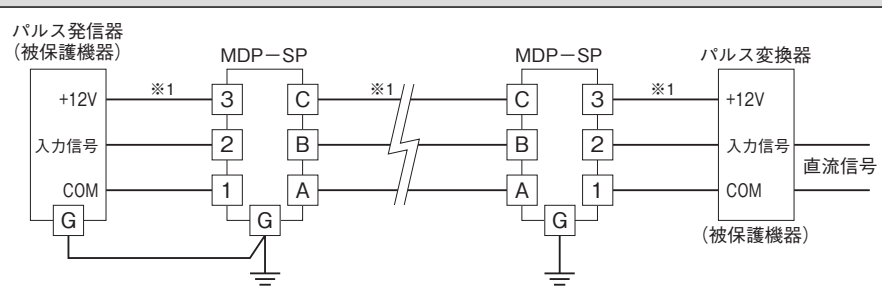 パルス発信器
(被保護機器)
MDP−SP
MDP−SP
パルス変換器
+12V
※1
3
C
※1
C
3
※1
+12V
入力信号
2
B
B
2
入力信号
直流信号
COM
1
A
A
1
COM
G
G
G
(被保護機器)